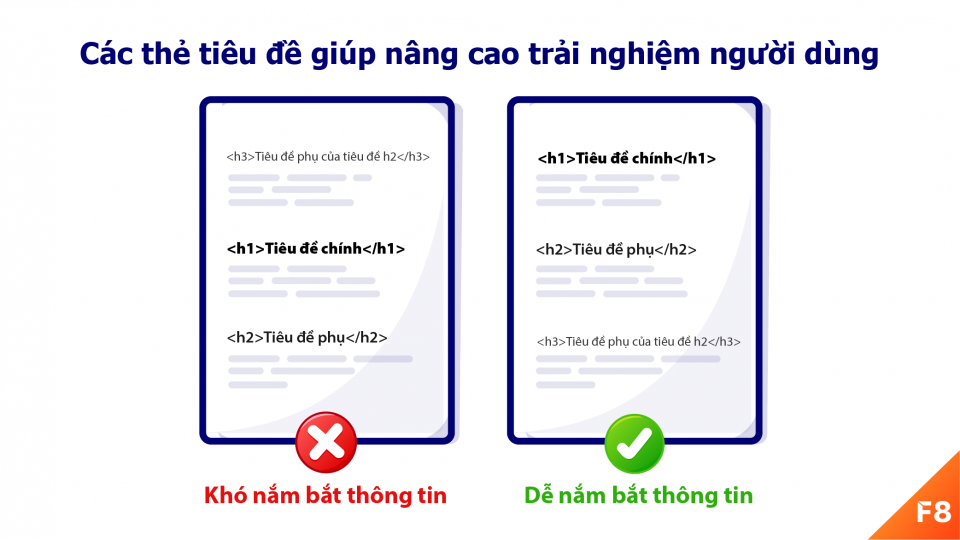 Các thẻ tiêu đề giúp nâng cao trải nghiệm người dùng
<h3>Tiêu đề phụ của tiêu đề h2</h3>
<h1>Tiêu đề chính</h1>
<h2>Tiêu đề phụ</h2>
Khó nắm bắt thông tin
<h1>Tiêu đề chính</h1>
<h2>Tiêu đề phụ</h2>
<h3>Tiêu đề phụ của tiêu đề h2</h3>
Dễ nắm bắt thông tin
F8